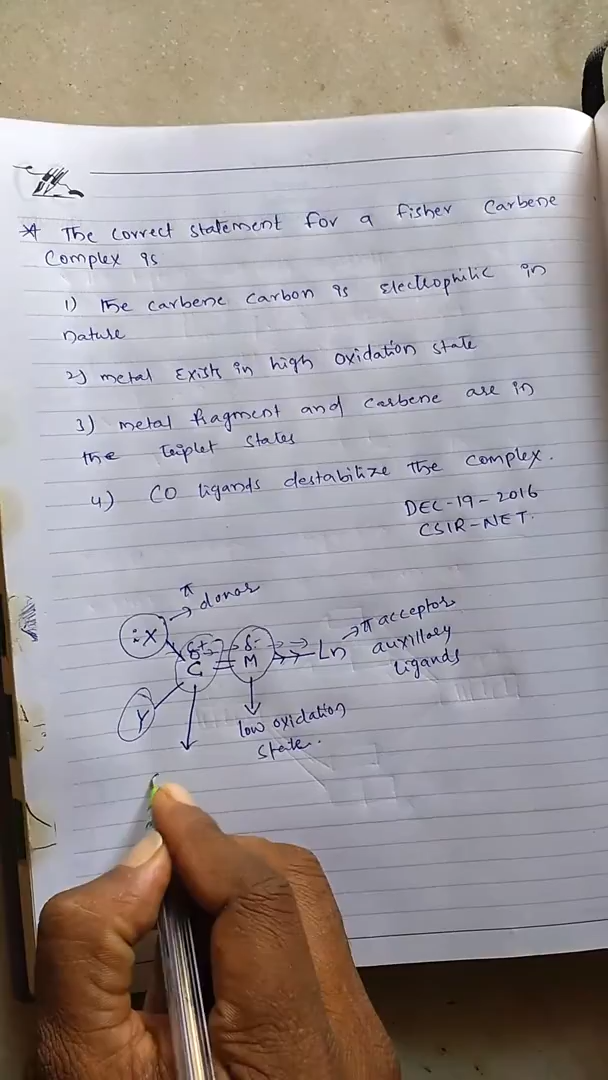 * The correct statement for a fisher Carbene
Complex is
1) the carbene carbon is Electrophilic in
nature
2) metal Exists in high oxidation state
3) metal fragment and carbene are in
the triplet states
4) CO ligands destabilize the complex.
DEC-19-2016
CSIR-NET.
π
donor
:X
δ+
δ-
C
M
Ln
π acceptor
auxillary
ligands
Y
low oxidation
state.